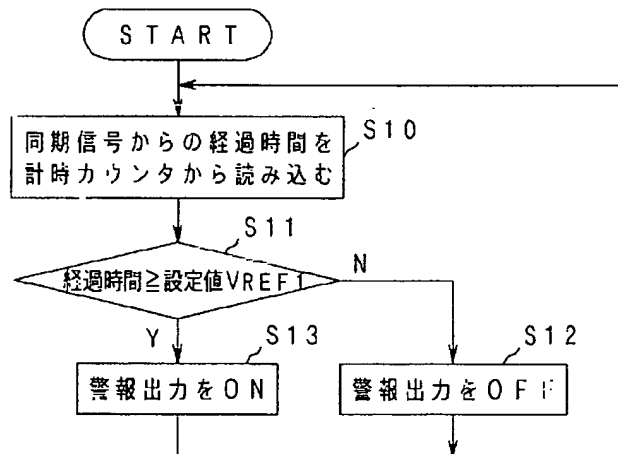 START
同期信号からの経過時間を
計時カウンタから読み込む
S10
S11
経過時間≧設定値VREF1
N
Y
S13
警報出力をON
S12
警報出力をOFF